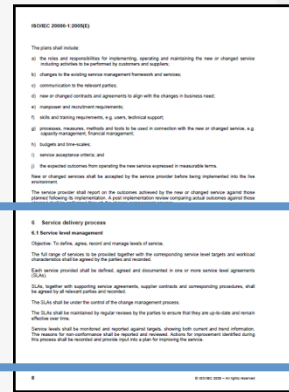 ISO/IEC 20000-1:2005(E)
The plans shall include:
a) the roles and responsibilities for implementing, operating and maintaining the new or changed service
including activities to be performed by customers and suppliers;
b) changes to the existing service management framework and services;
c) communication to the relevant parties;
d) new or changed contracts and agreements to align with the changes in business need;
e) manpower and recruitment requirements;
f) skills and training requirements, e.g. users, technical support;
g) processes, measures, methods and tools to be used in connection with the new or changed service, e.g.
capacity management, financial management;
h) budgets and time-scales;
i) service acceptance criteria; and
j) the expected outcomes from operating the new service expressed in measurable terms.
New or changed services shall be accepted by the service provider before being implemented into the live
environment.
The service provider shall report on the outcomes achieved by the new or changed service against those
planned following its implementation. A post implementation review comparing actual outcomes against those
6 Service delivery process
6.1 Service level management
Objective: To define, agree, record and manage levels of service.
The full range of services to be provided together with the corresponding service level targets and workload
characteristics shall be agreed by the parties and recorded.
Each service provided shall be defined, agreed and documented in one or more service level agreements
(SLAs).
SLAs, together with supporting service agreements, supplier contracts and corresponding procedures, shall
be agreed by all relevant parties and recorded.
The SLAs shall be under the control of the change management process.
The SLAs shall be maintained by regular reviews by the parties to ensure that they are up-to-date and remain
effective over time.
Service levels shall be monitored and reported against targets, showing both current and trend information.
The reasons for non-conformance shall be reported and reviewed. Actions for improvement identified during
this process shall be recorded and provide input into a plan for improving the service.
8
© ISO/IEC 2005 – All rights reserved